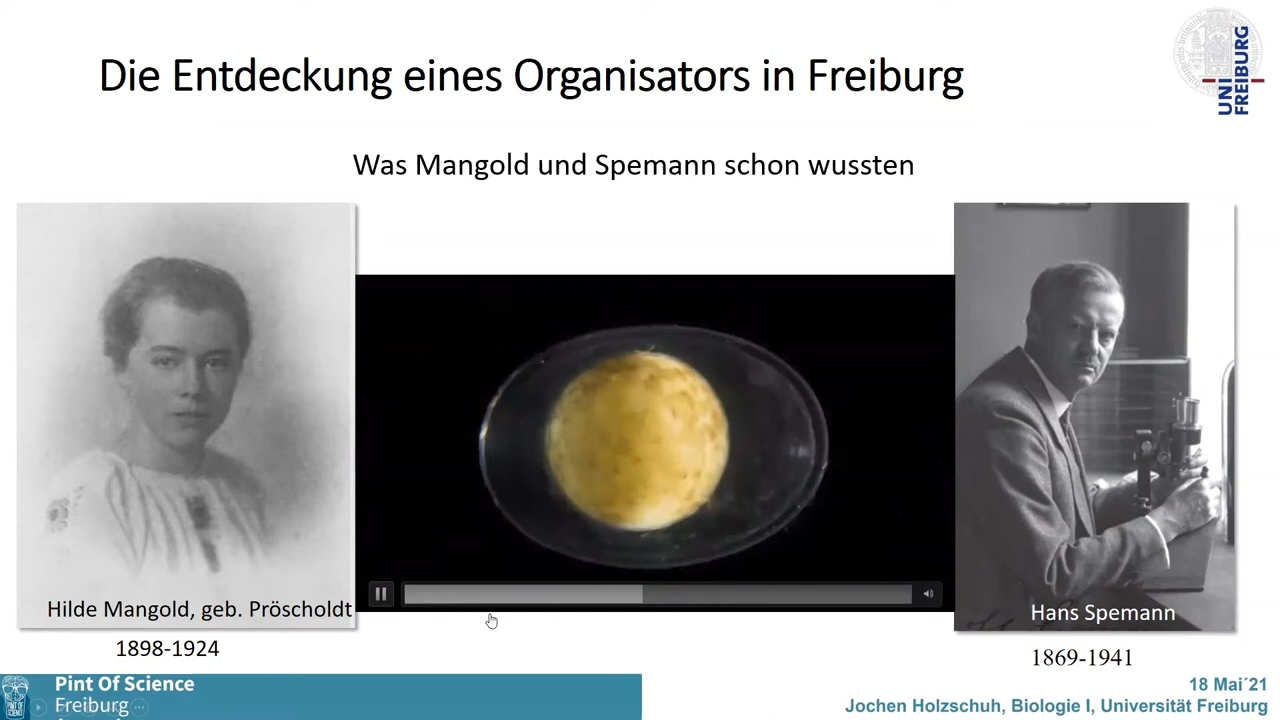 Die Entdeckung eines Organisators in Freiburg
UNI
FREIBURG
Was Mangold und Spemann schon wussten
Hilde Mangold, geb. Pröscholdt
1898-1924
Hans Spemann
1869-1941
Pint Of Science
Freiburg
18 Mai´21
Jochen Holzschuh, Biologie I, Universität Freiburg